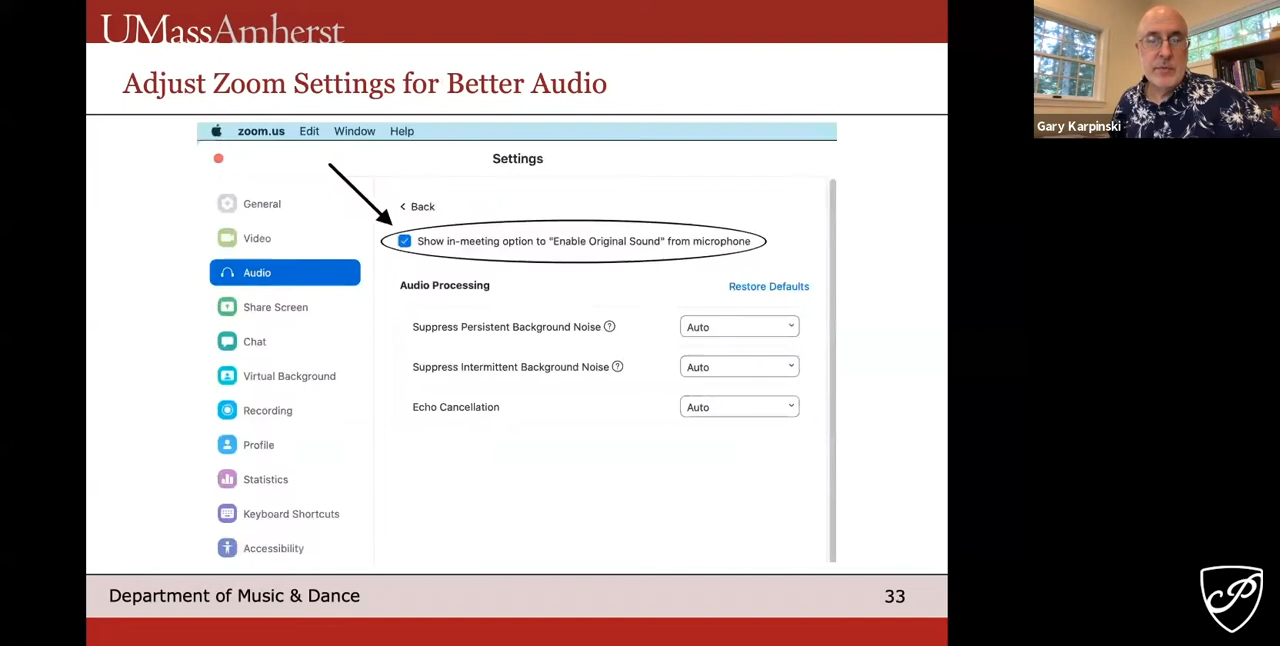 UMassAmherst
Adjust Zoom Settings for Better Audio
Gary Karpinski
zoom.us Edit Window Help
Settings
General
Video
Audio
Share Screen
Chat
Virtual Background
Recording
Profile
Statistics
Keyboard Shortcuts
Accessibility
< Back
Show in-meeting option to "Enable Original Sound" from microphone
Audio Processing
Restore Defaults
Suppress Persistent Background Noise ? Auto
Suppress Intermittent Background Noise ? Auto
Echo Cancellation Auto
Department of Music & Dance
33